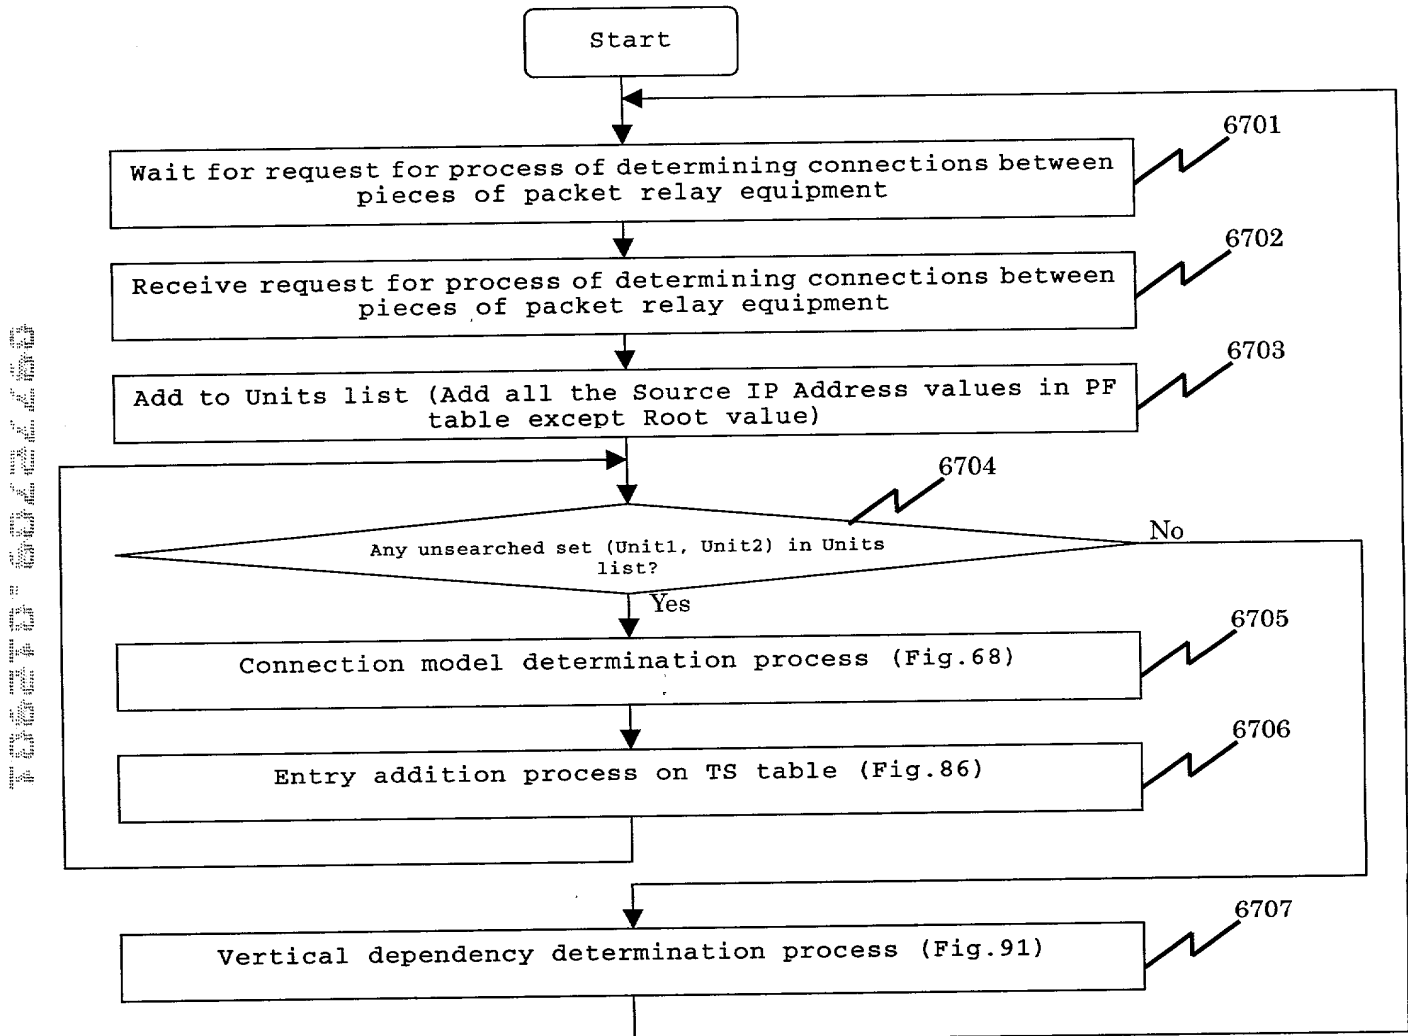 Start
6701
Wait for request for process of determining connections between
pieces of packet relay equipment
6702
Receive request for process of determining connections between
pieces of packet relay equipment
6703
Add to Units list (Add all the Source IP Address values in PF
table except Root value)
6704
No
Any unsearched set (Unit1, Unit2) in Units
list?
Yes
6705
Connection model determination process (Fig.68)
6706
Entry addition process on TS table (Fig.86)
6707
Vertical dependency determination process (Fig.91)